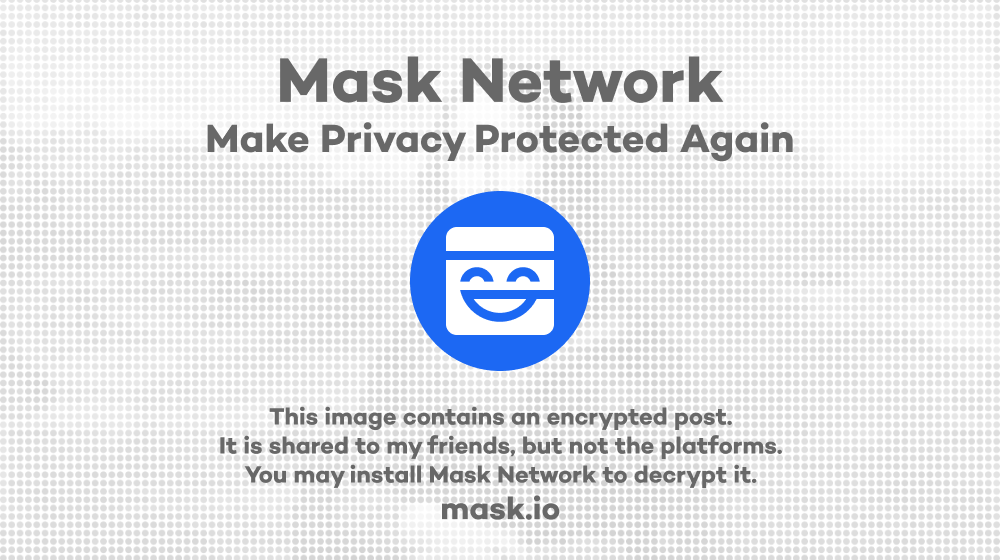 Mask Network
Make Privacy Protected Again
This image contains an encrypted post.
It is shared to my friends, but not the platforms.
You may install Mask Network to decrypt it.
mask.io